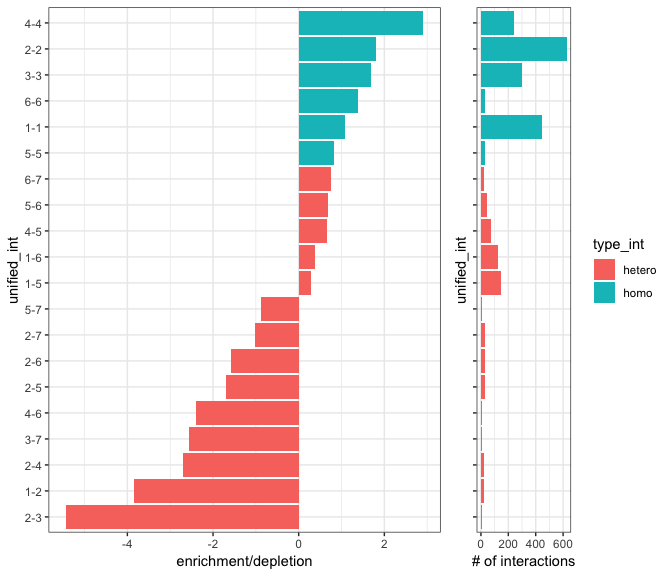 4-4
2-2
3-3
6-6
1-1
5-5
6-7
5-6
4-5
1-6
1-5
5-7
2-7
2-6
2-5
4-6
3-7
2-4
1-2
2-3
unified_int
-4 -2 0 2
enrichment/depletion
unified_int
0 200 400 600
# of interactions
type_int
hetero
homo